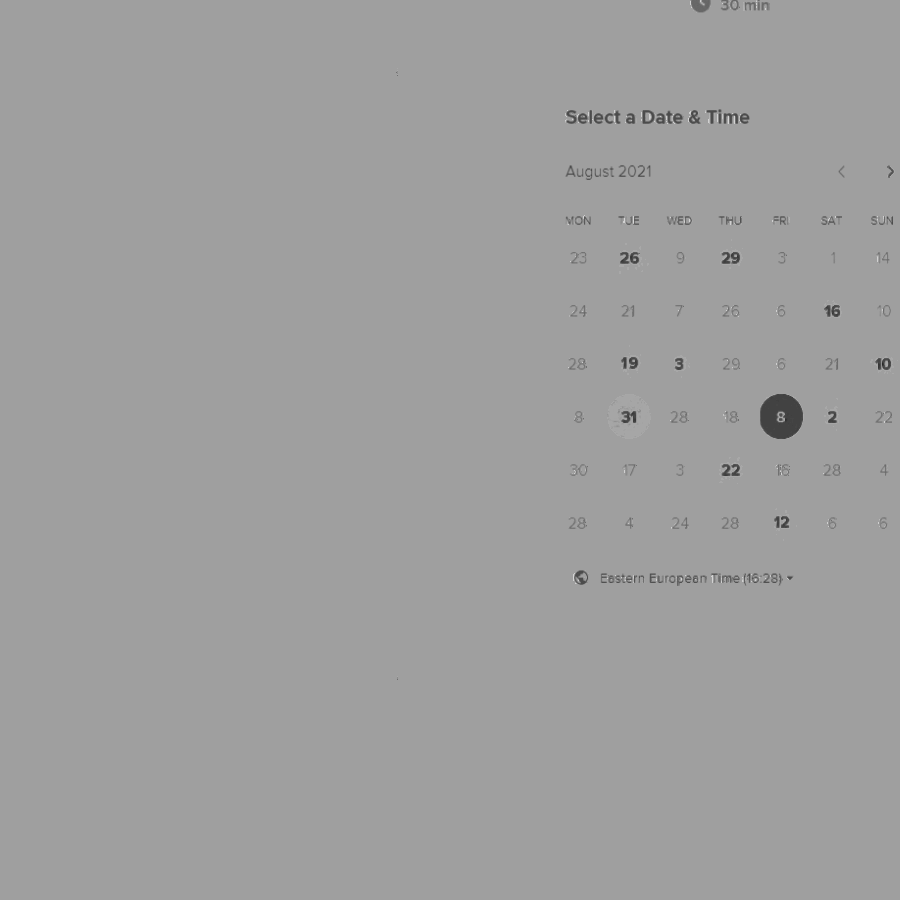 30 min
Select a Date & Time
August 2021
MON TUE WED THU FRI SAT SUN
23 26 9 29 3 1 14
24 21 7 26 6 16 10
28 19 3 29 6 21 10
8 31 28 18 8 2 22
30 17 3 22 28 4
28 4 24 28 12 6 6
Eastern European Time (16:28)